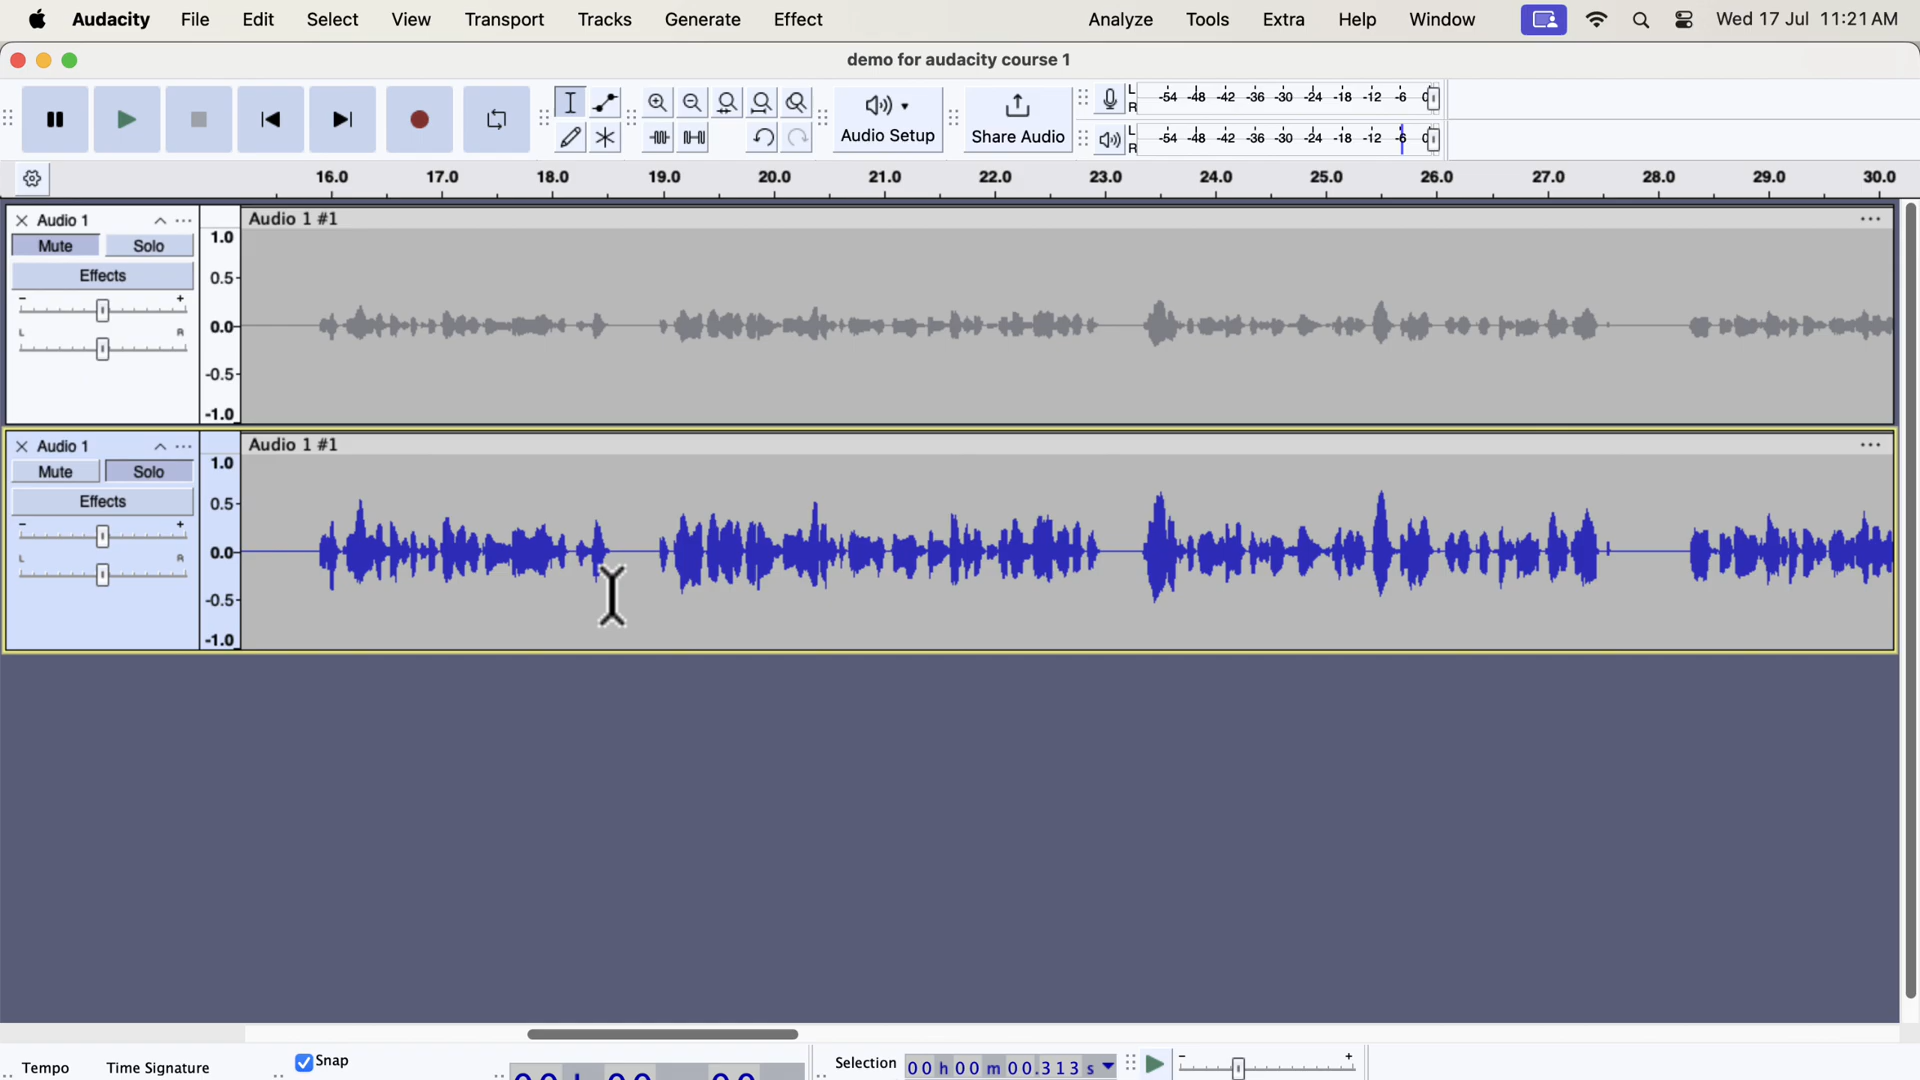 Audacity File Edit Select View Transport Tracks Generate Effect Analyze Tools Extra Help Window Wed 17 Jul 11:21 AM
demo for audacity course 1
Audio Setup
Share Audio
L -54 -48 -42 -36 -30 -24 -18 -12 -6 0
R
L -54 -48 -42 -36 -30 -24 -18 -12 -6 0
R
16.0 17.0 18.0 19.0 20.0 21.0 22.0 23.0 24.0 25.0 26.0 27.0 28.0 29.0 30.0
Audio 1
Mute Solo
Effects
- +
L R
1.0
0.5
0.0
-0.5
-1.0
Audio 1 #1
Audio 1
Mute Solo
Effects
- +
L R
1.0
0.5
0.0
-0.5
-1.0
Audio 1 #1
Tempo Time Signature Snap
Selection 00 h 00 m 00.313 s
- +